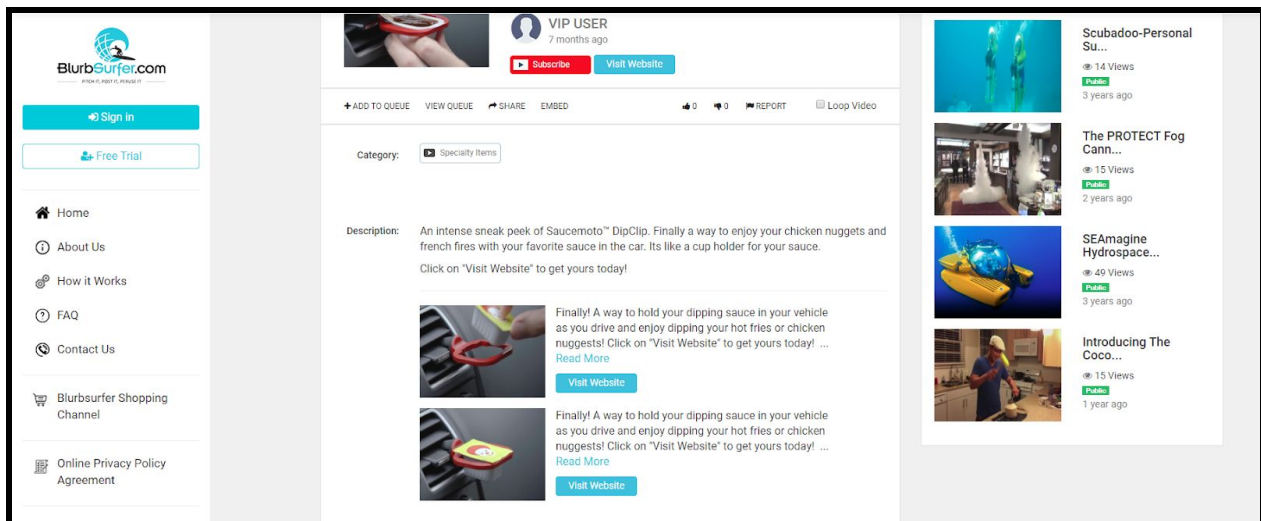 BlurbSurfer.com
PITCH IT, POST IT, PERUSE IT
Sign in
Free Trial
Home
About Us
How it Works
FAQ
Contact Us
Blurbsurfer Shopping
Channel
Online Privacy Policy
Agreement
VIP USER
7 months ago
Subscribe
Visit Website
ADD TO QUEUE VIEW QUEUE SHARE EMBED 0 0 REPORT Loop Video
Category: Specialty Items
Description: An intense sneak peek of Saucemoto™ DipClip. Finally a way to enjoy your chicken nuggets and
french fires with your favorite sauce in the car. Its like a cup holder for your sauce.
Click on "Visit Website" to get yours today!
Finally! A way to hold your dipping sauce in your vehicle
as you drive and enjoy dipping your hot fries or chicken
nuggests! Click on "Visit Website" to get yours today! ...
Read More
Visit Website
Finally! A way to hold your dipping sauce in your vehicle
as you drive and enjoy dipping your hot fries or chicken
nuggests! Click on "Visit Website" to get yours today! ...
Read More
Visit Website
Scubadoo-Personal
Su...
14 Views
Public
3 years ago
The PROTECT Fog
Cann...
15 Views
Public
2 years ago
SEAmagine
Hydrospace...
49 Views
Public
3 years ago
Introducing The
Coco...
15 Views
Public
1 year ago